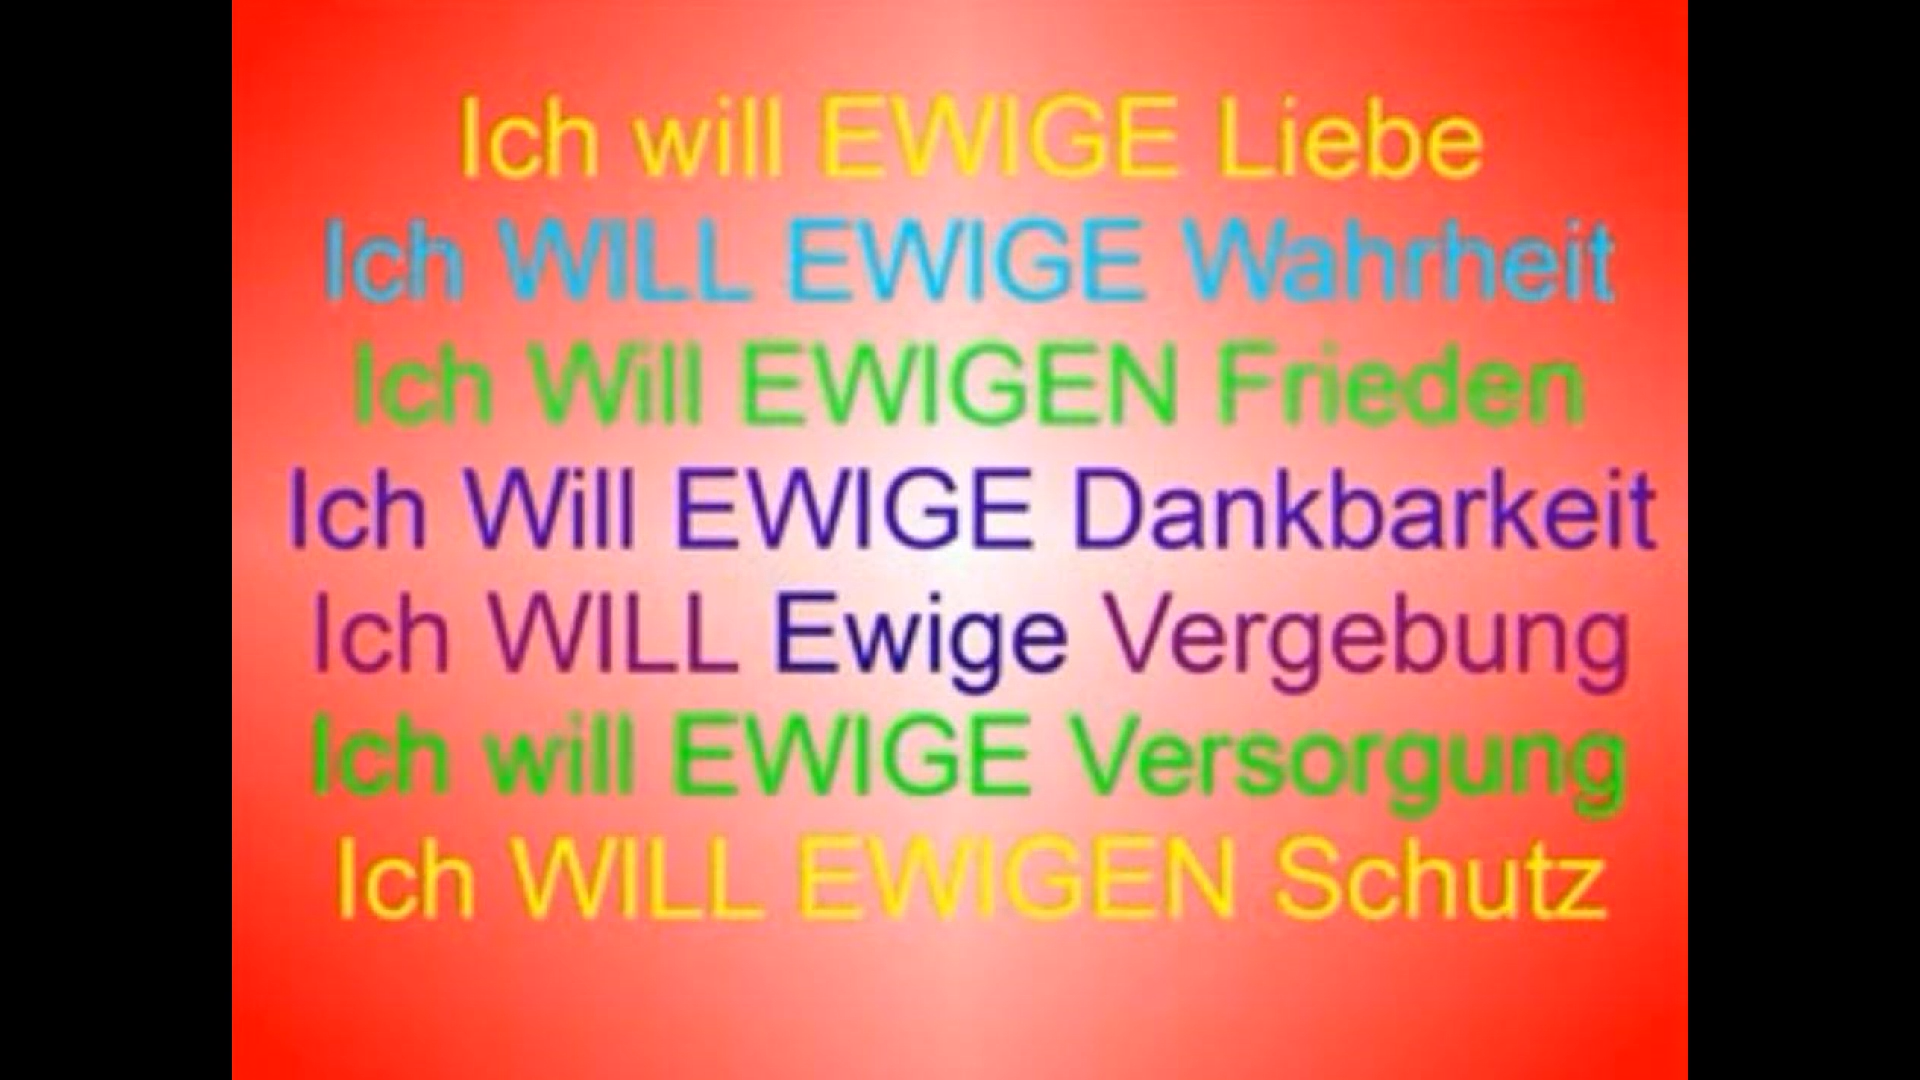 Ich will EWIGE Liebe
Ich WILL EWIGE Wahrheit
Ich Will EWIGEN Frieden
Ich Will EWIGE Dankbarkeit
Ich WILL Ewige Vergebung
Ich will EWIGE Versorgung
Ich WILL EWIGEN Schutz